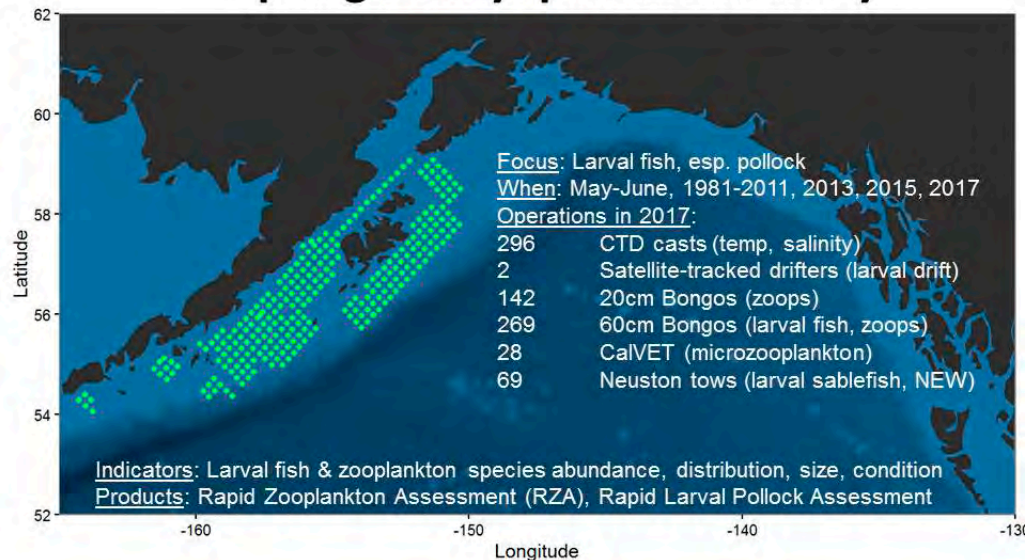 62
60
58
56
54
52
Latitude
Focus: Larval fish, esp. pollock
When: May-June, 1981-2011, 2013, 2015, 2017
Operations in 2017:
296 CTD casts (temp, salinity)
2 Satellite-tracked drifters (larval drift)
142 20cm Bongos (zoops)
269 60cm Bongos (larval fish, zoops)
28 CalVET (microzooplankton)
69 Neuston tows (larval sablefish, NEW)
Indicators: Larval fish & zooplankton species abundance, distribution, size, condition
Products: Rapid Zooplankton Assessment (RZA), Rapid Larval Pollock Assessment
-160 -150 -140 -130
Longitude